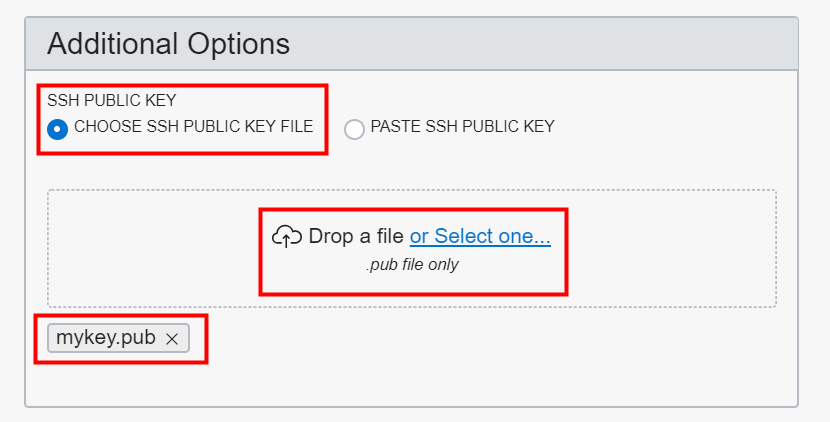 Additional Options
SSH PUBLIC KEY
CHOOSE SSH PUBLIC KEY FILE PASTE SSH PUBLIC KEY
Drop a file or Select one...
.pub file only
mykey.pub ×